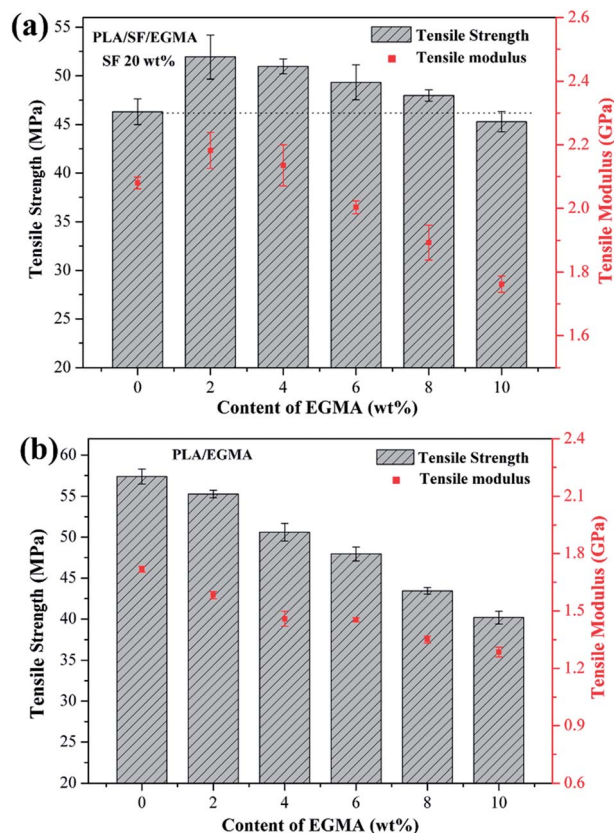 (a)
PLA/SF/EGMA
SF 20 wt%
Tensile Strength
Tensile modulus
Tensile Strength (MPa)
55
50
45
40
35
30
25
20
Tensile Modulus (GPa)
2.6
2.4
2.2
2.0
1.8
1.6
0 2 4 6 8 10
Content of EGMA (wt%)
(b)
PLA/EGMA
Tensile Strength
Tensile modulus
Tensile Strength (MPa)
60
55
50
45
40
35
30
25
20
Tensile Modulus (GPa)
2.4
2.1
1.8
1.5
1.2
0.9
0.6
0 2 4 6 8 10
Content of EGMA (wt%)